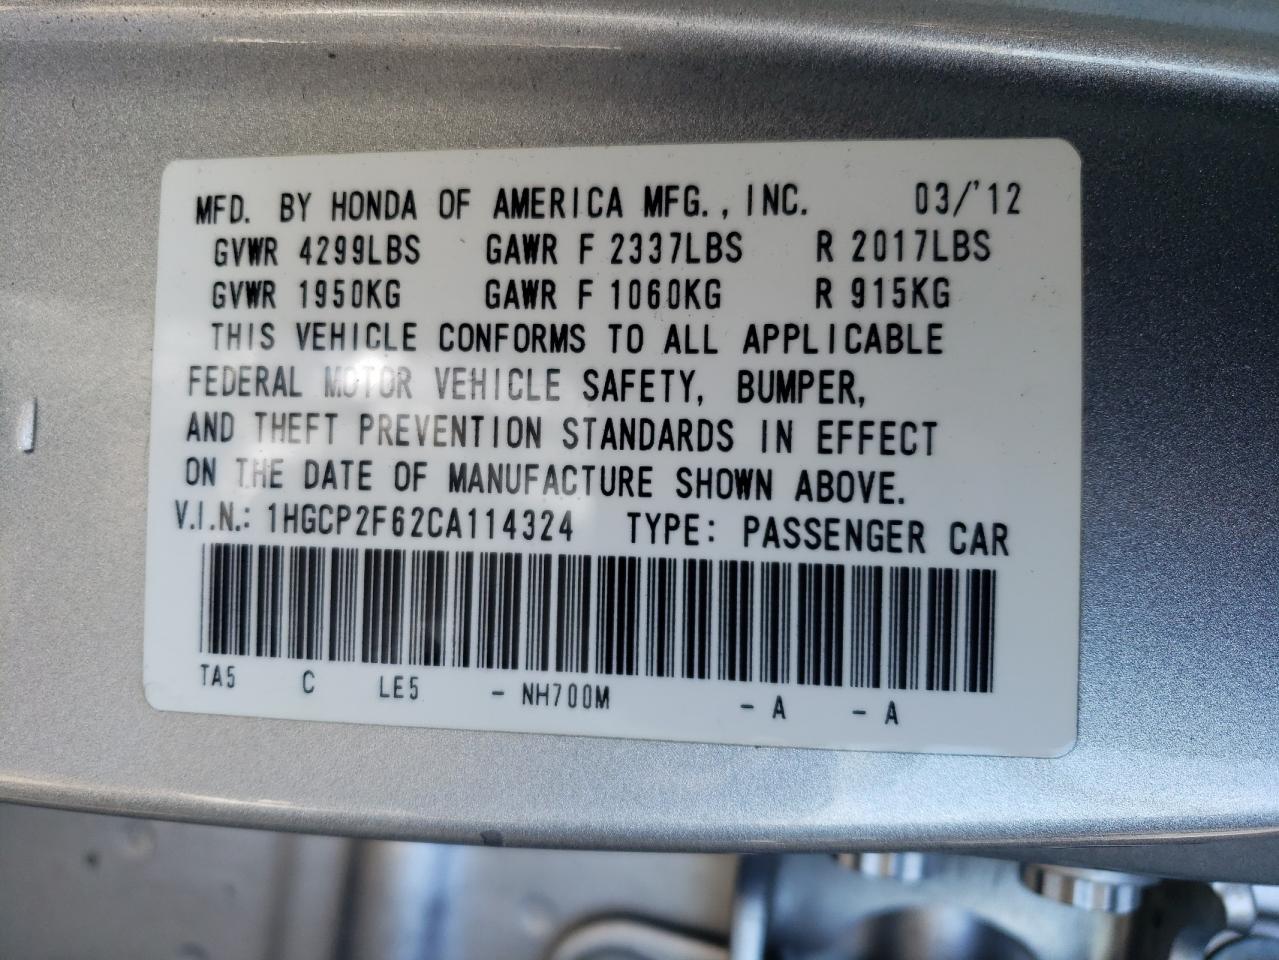 MFD. BY HONDA OF AMERICA MFG., INC. 03/'12
GVWR 4299LBS GAWR F 2337LBS R 2017LBS
GVWR 1950KG GAWR F 1060KG R 915KG
THIS VEHICLE CONFORMS TO ALL APPLICABLE
FEDERAL MOTOR VEHICLE SAFETY, BUMPER,
AND THEFT PREVENTION STANDARDS IN EFFECT
ON THE DATE OF MANUFACTURE SHOWN ABOVE.
V.I.N.: 1HGCP2F62CA114324 TYPE: PASSENGER CAR
TA5 C LE5 - NH700M - A - A